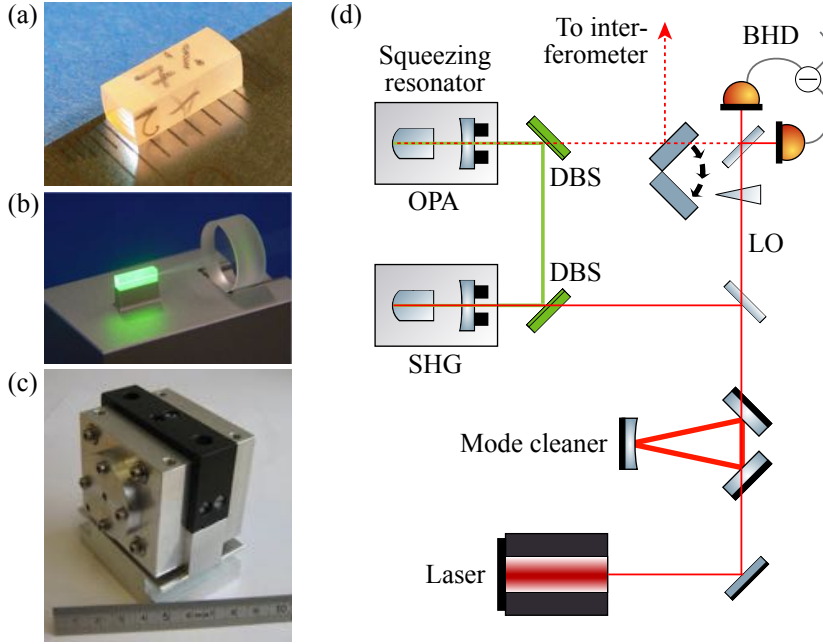 (a)
(b)
(c)
(d)
To inter-
ferometer
BHD
Squeezing
resonator
OPA
DBS
DBS
LO
SHG
Mode cleaner
Laser